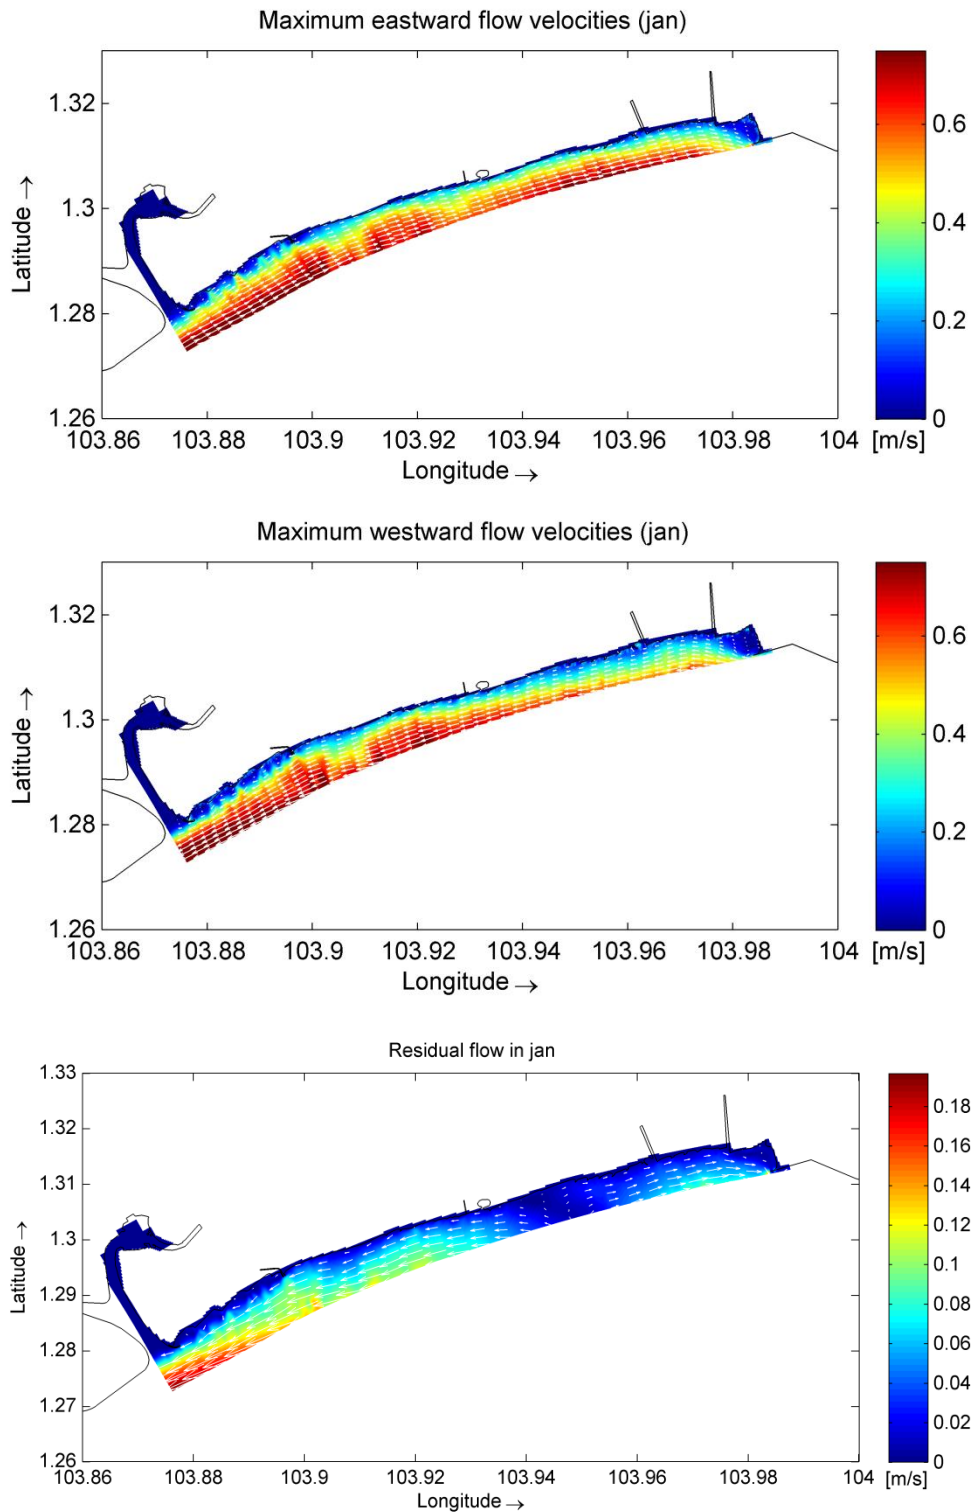 Maximum eastward flow velocities (jan)
1.32
1.3
1.28
1.26
Latitude →
103.86 103.88 103.9 103.92 103.94 103.96 103.98 104
Longitude →
0.6
0.4
0.2
0
[m/s]
Maximum westward flow velocities (jan)
1.32
1.3
1.28
1.26
Latitude →
103.86 103.88 103.9 103.92 103.94 103.96 103.98 104
Longitude →
0.6
0.4
0.2
0
[m/s]
Residual flow in jan
1.33
1.32
1.31
1.3
1.29
1.28
1.27
1.26
Latitude →
103.86 103.88 103.9 103.92 103.94 103.96 103.98 104
Longitude →
0.18
0.16
0.14
0.12
0.1
0.08
0.06
0.04
0.02
0
[m/s]